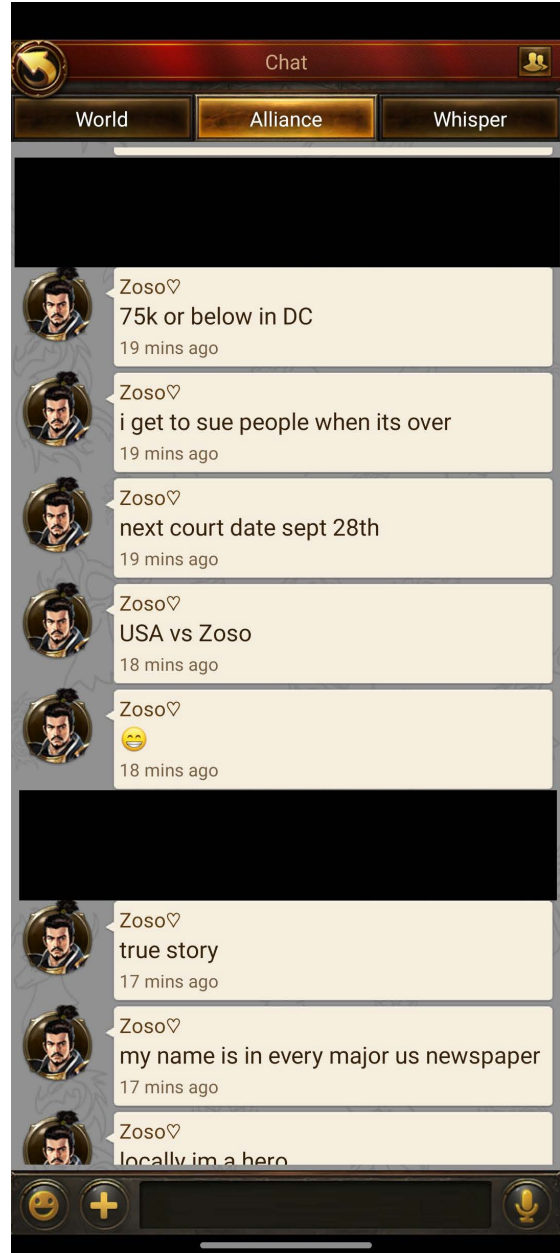 Chat
World
Alliance
Whisper
Zoso♡
75k or below in DC
19 mins ago
Zoso♡
i get to sue people when its over
19 mins ago
Zoso♡
next court date sept 28th
19 mins ago
Zoso♡
USA vs Zoso
18 mins ago
Zoso♡
😁
18 mins ago
Zoso♡
true story
17 mins ago
Zoso♡
my name is in every major us newspaper
17 mins ago
Zoso♡
locally im a hero